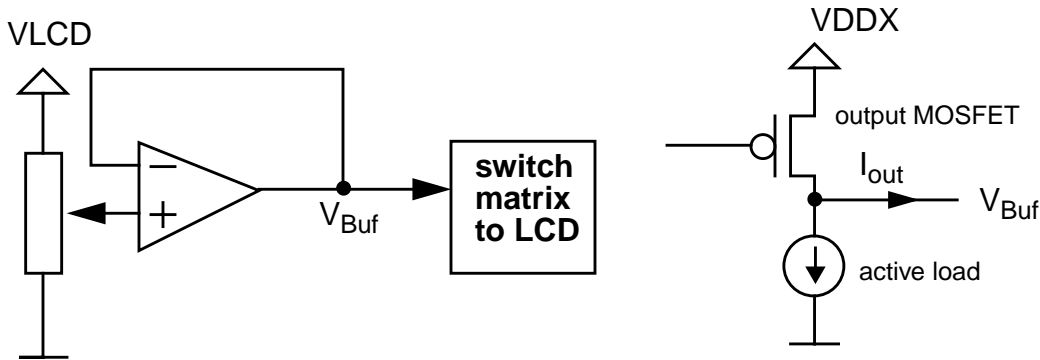 VLCD
−
+
V_Buf
switch
matrix
to LCD
VDDX
output MOSFET
I_out
V_Buf
active load